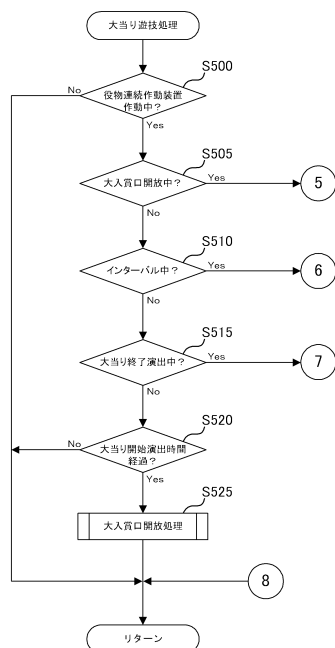 大当り遊技処理
S500
役物連続作動装置
作動中？
No
Yes
S505
大入賞口開放中？
Yes
5
No
S510
インターバル中？
Yes
6
No
S515
大当り終了演出中？
Yes
7
No
S520
大当り開始演出時間
経過？
No
Yes
S525
大入賞口開放処理
8
リターン